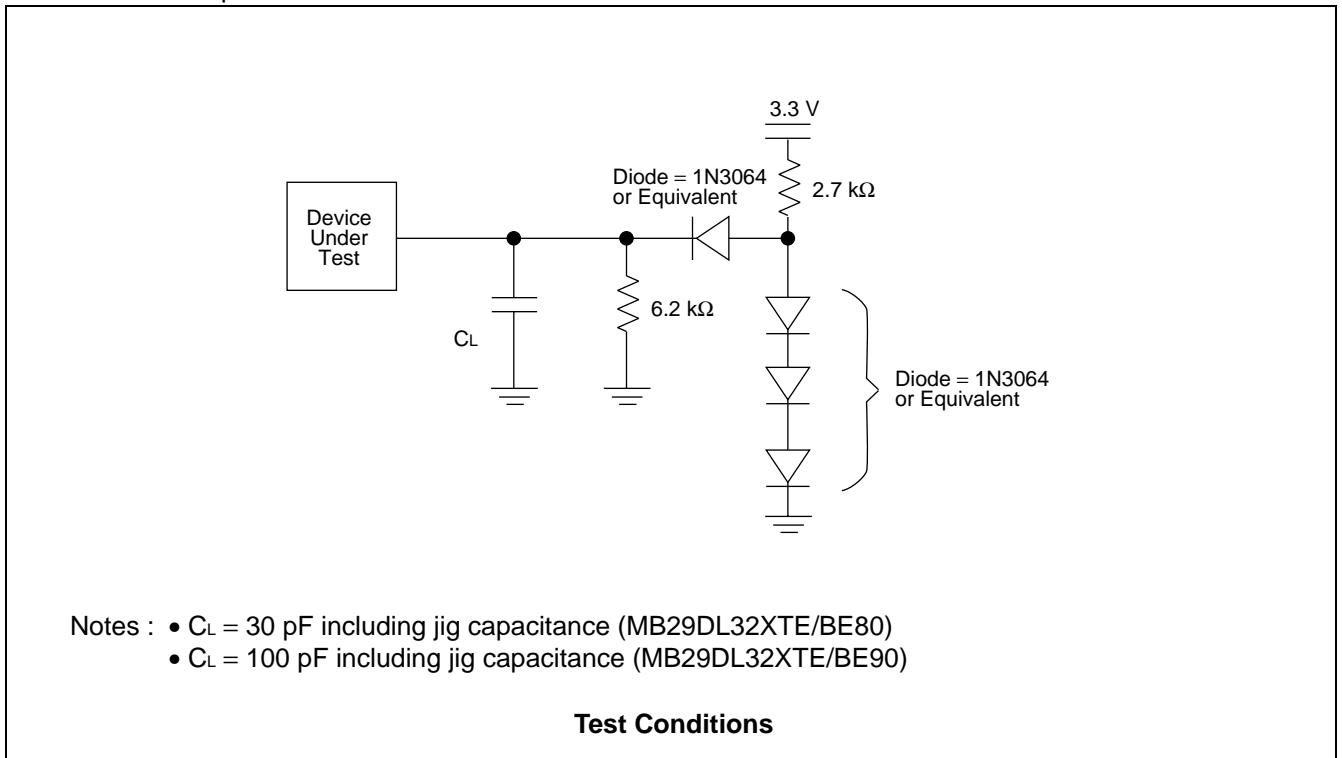 3.3 V
Diode = 1N3064
or Equivalent
2.7 kΩ
Device
Under
Test
6.2 kΩ
CL
Diode = 1N3064
or Equivalent
Notes : • CL = 30 pF including jig capacitance (MB29DL32XTE/BE80)
• CL = 100 pF including jig capacitance (MB29DL32XTE/BE90)
Test Conditions